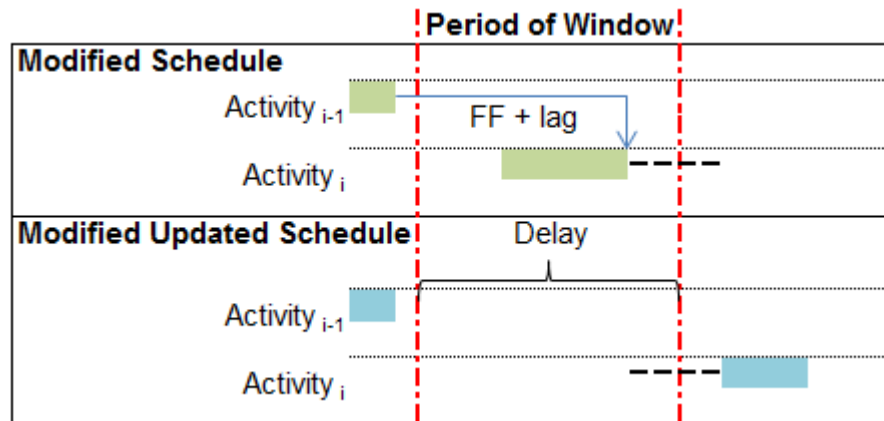 Period of Window
Modified Schedule
Activity i-1
FF + lag
Activity i
Modified Updated Schedule
Delay
Activity i-1
Activity i